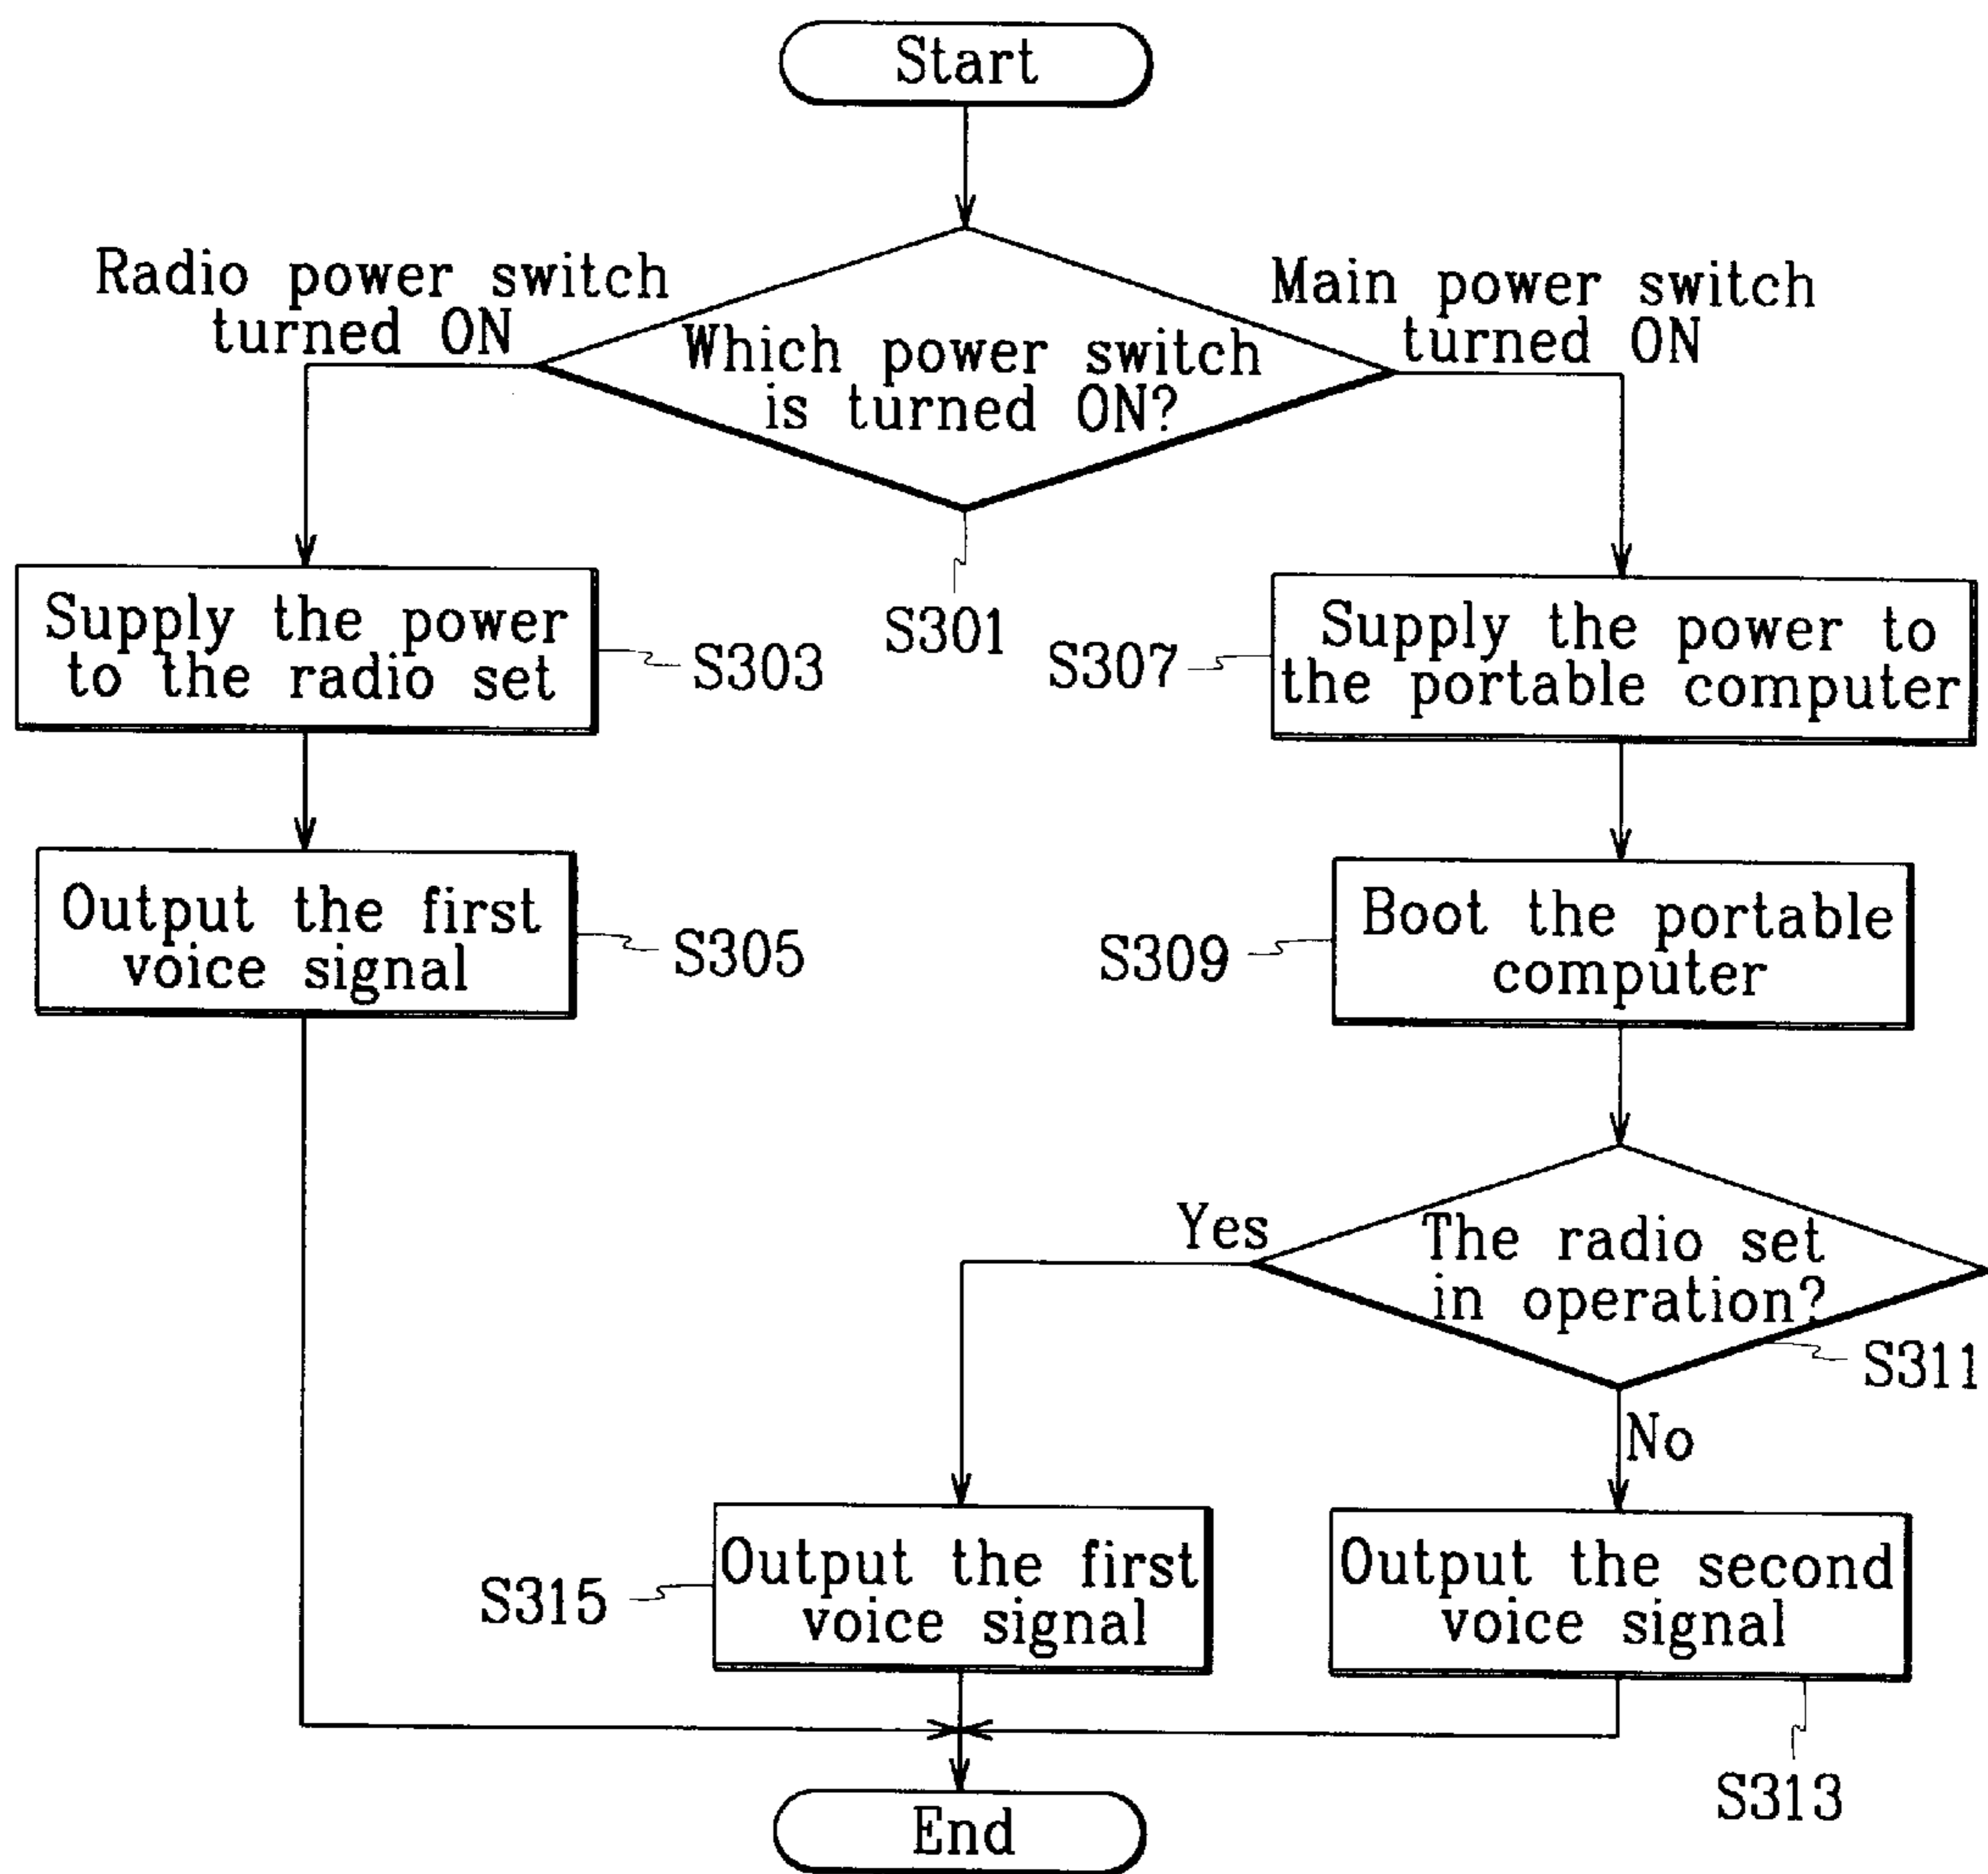 Start
Radio power switch
turned ON
Main power switch
turned ON
Which power switch
is turned ON?
S301
Supply the power
to the radio set
S303
S307
Supply the power to
the portable computer
Output the first
voice signal
S305
S309
Boot the portable
computer
Yes
The radio set
in operation?
S311
No
S315
Output the first
voice signal
Output the second
voice signal
S313
End